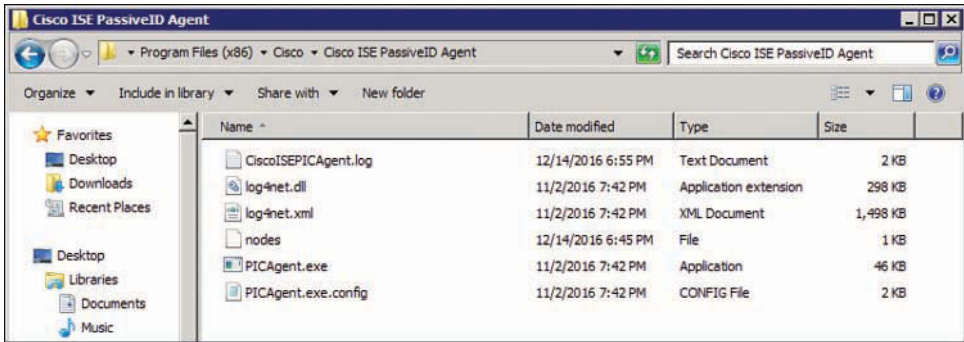 Cisco ISE PassiveID Agent
Program Files (x86) Cisco Cisco ISE PassiveID Agent Search Cisco ISE PassiveID Agent
Organize Include in library Share with New folder
Favorites
Desktop
Downloads
Recent Places
Desktop
Libraries
Documents
Music
Name Date modified Type Size
CiscoISEPICAgent.log 12/14/2016 6:55 PM Text Document 2 KB
log4net.dll 11/2/2016 7:42 PM Application extension 298 KB
log4net.xml 11/2/2016 7:42 PM XML Document 1,498 KB
nodes 12/14/2016 6:45 PM File 1 KB
PICAgent.exe 11/2/2016 7:42 PM Application 46 KB
PICAgent.exe.config 11/2/2016 7:42 PM CONFIG File 2 KB